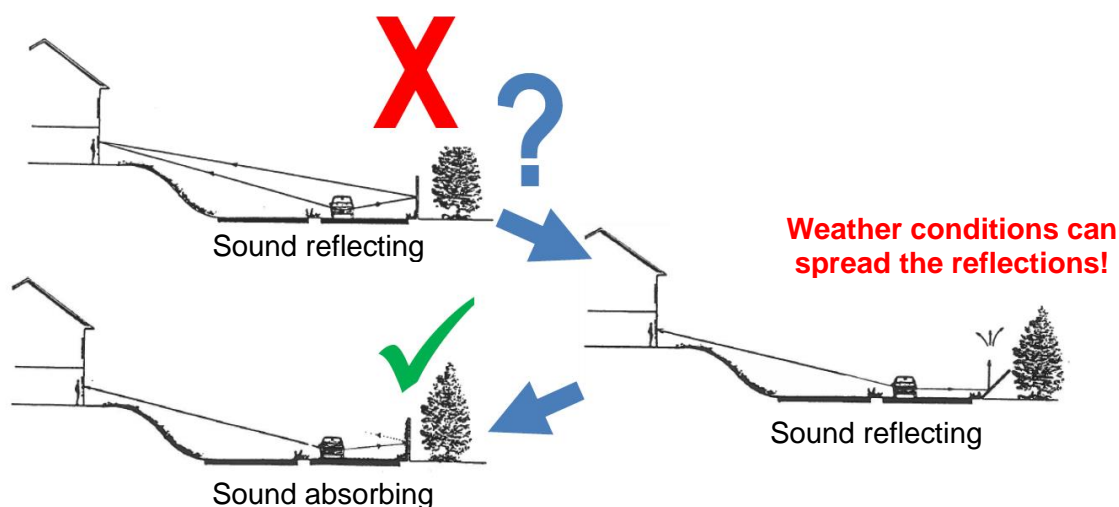 X
?
Sound reflecting
Weather conditions can
spread the reflections!
Sound reflecting
Sound absorbing